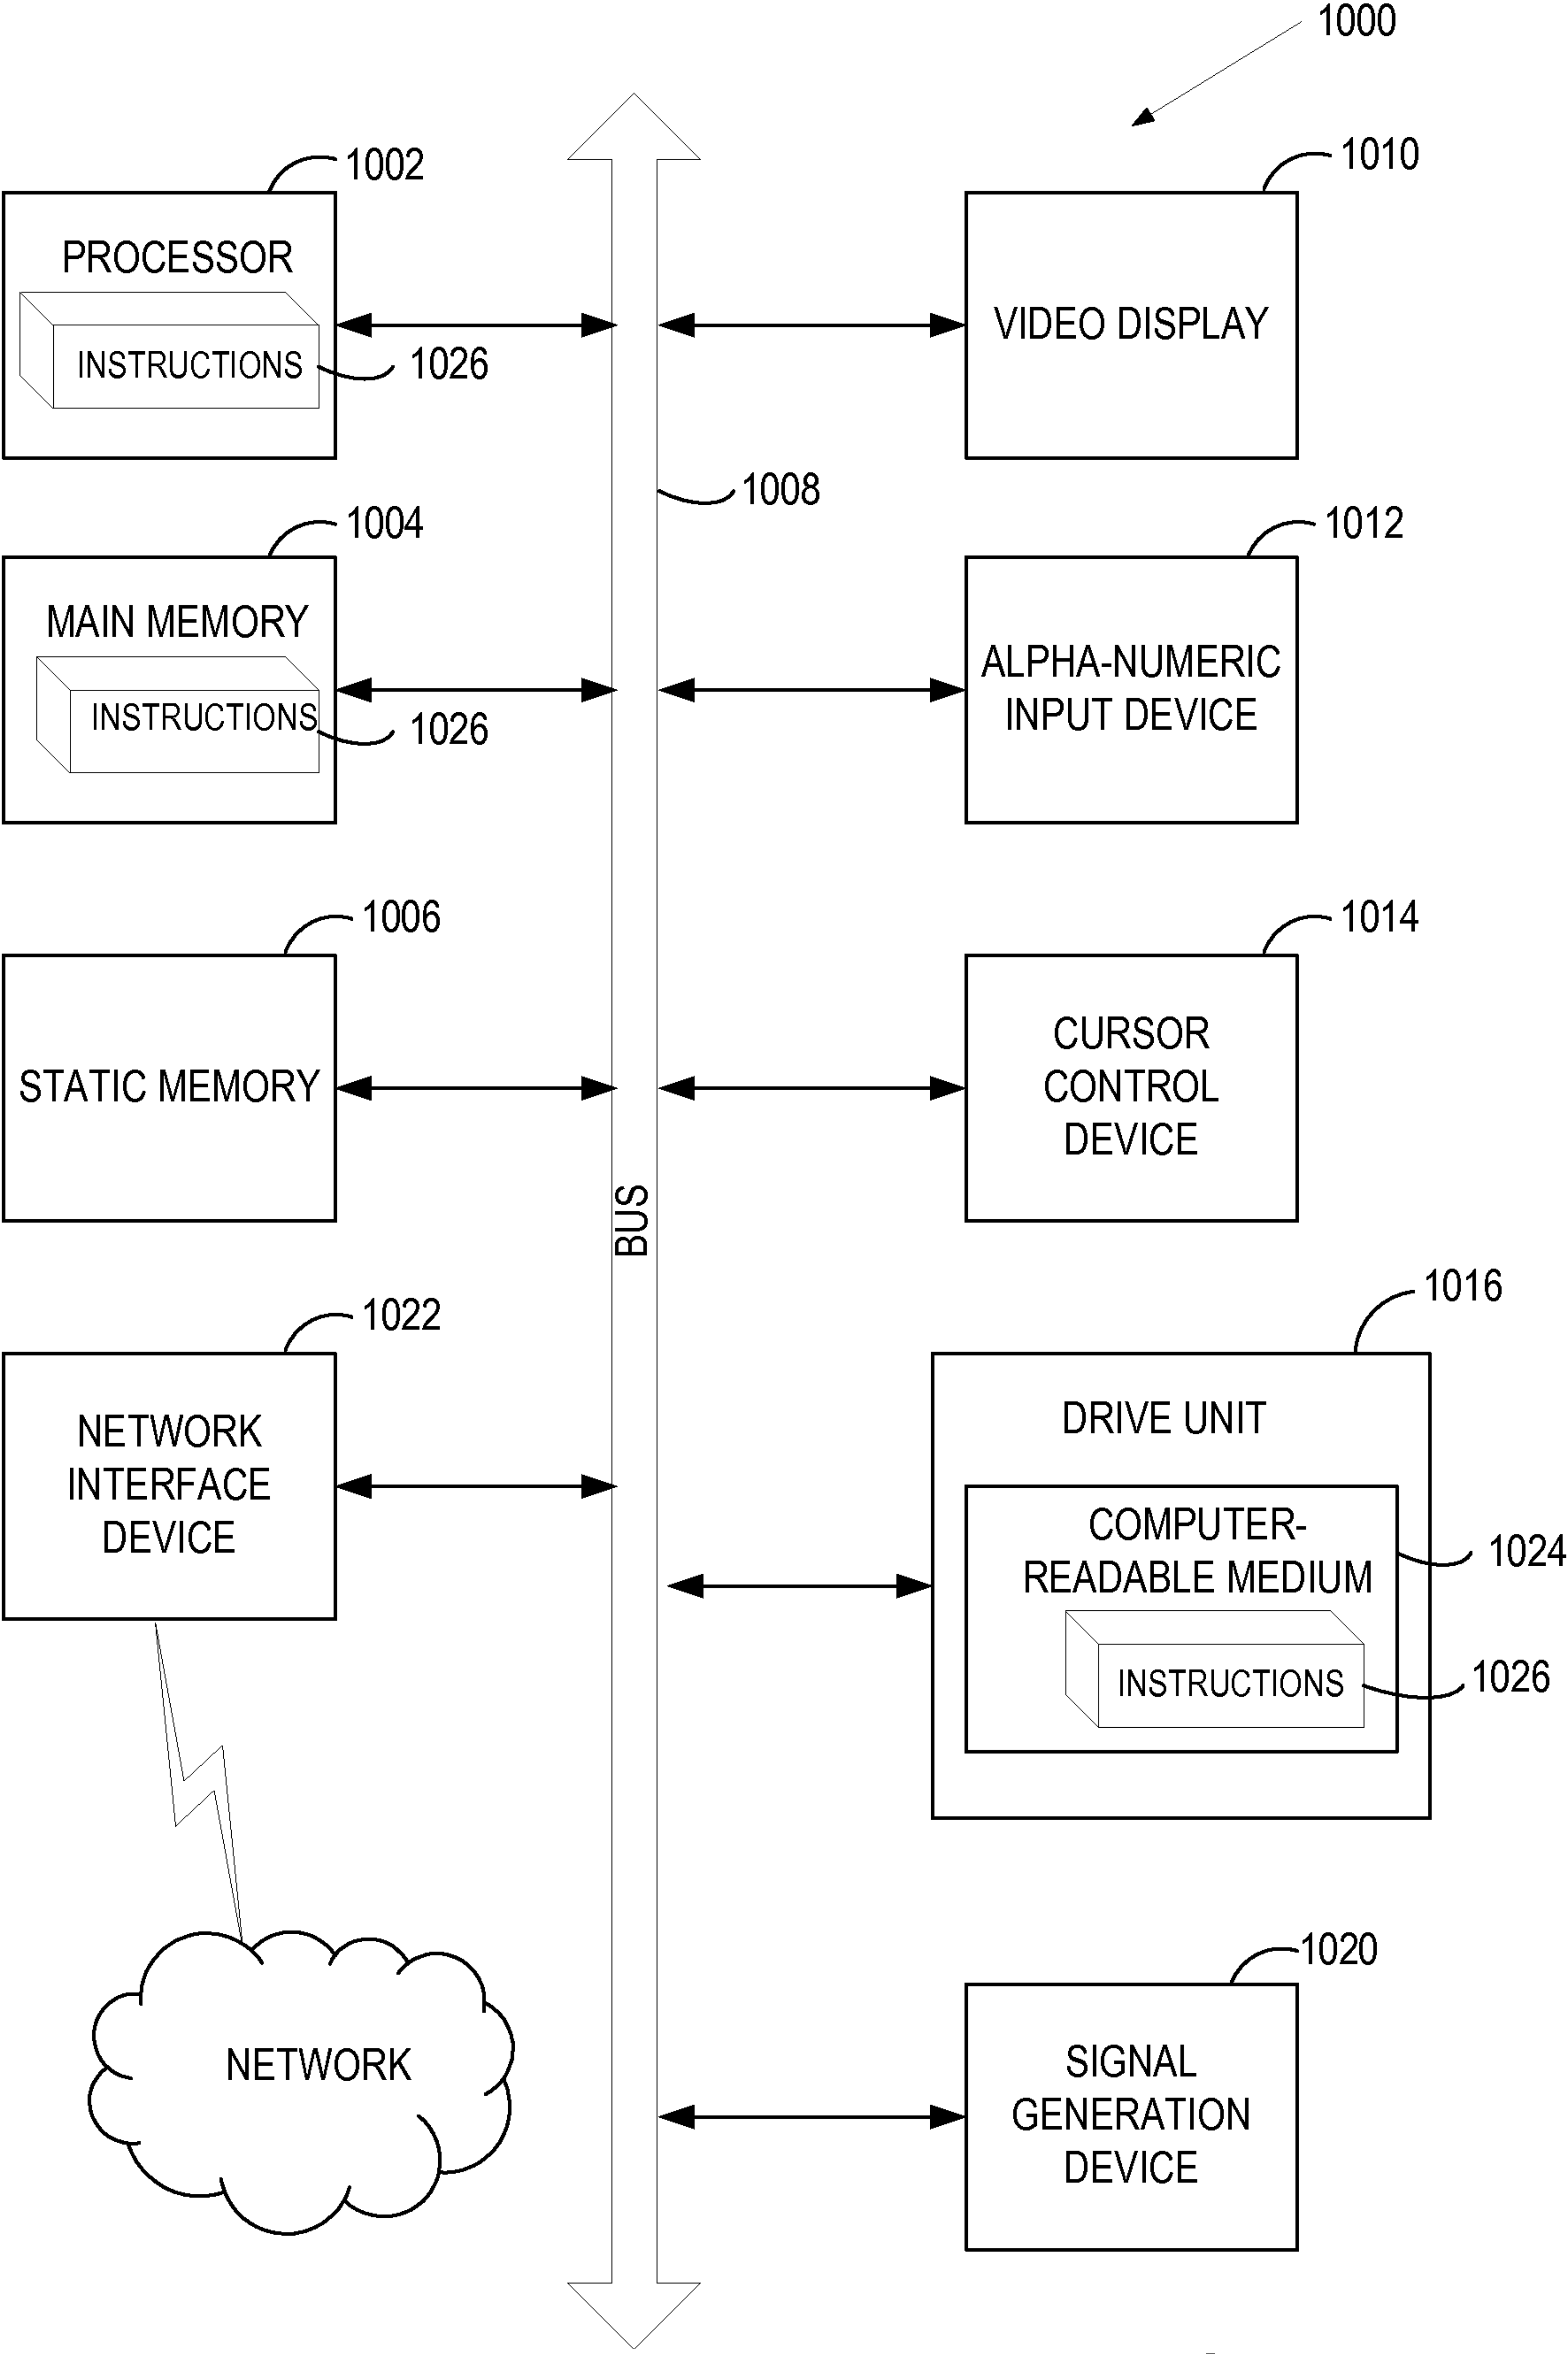 1000
1002
PROCESSOR
INSTRUCTIONS
1026
1010
VIDEO DISPLAY
1008
1004
MAIN MEMORY
INSTRUCTIONS
1026
1012
ALPHA-NUMERIC
INPUT DEVICE
1006
STATIC MEMORY
1014
CURSOR
CONTROL
DEVICE
BUS
1022
NETWORK
INTERFACE
DEVICE
1016
DRIVE UNIT
COMPUTER-
READABLE MEDIUM
1024
INSTRUCTIONS
1026
NETWORK
1020
SIGNAL
GENERATION
DEVICE